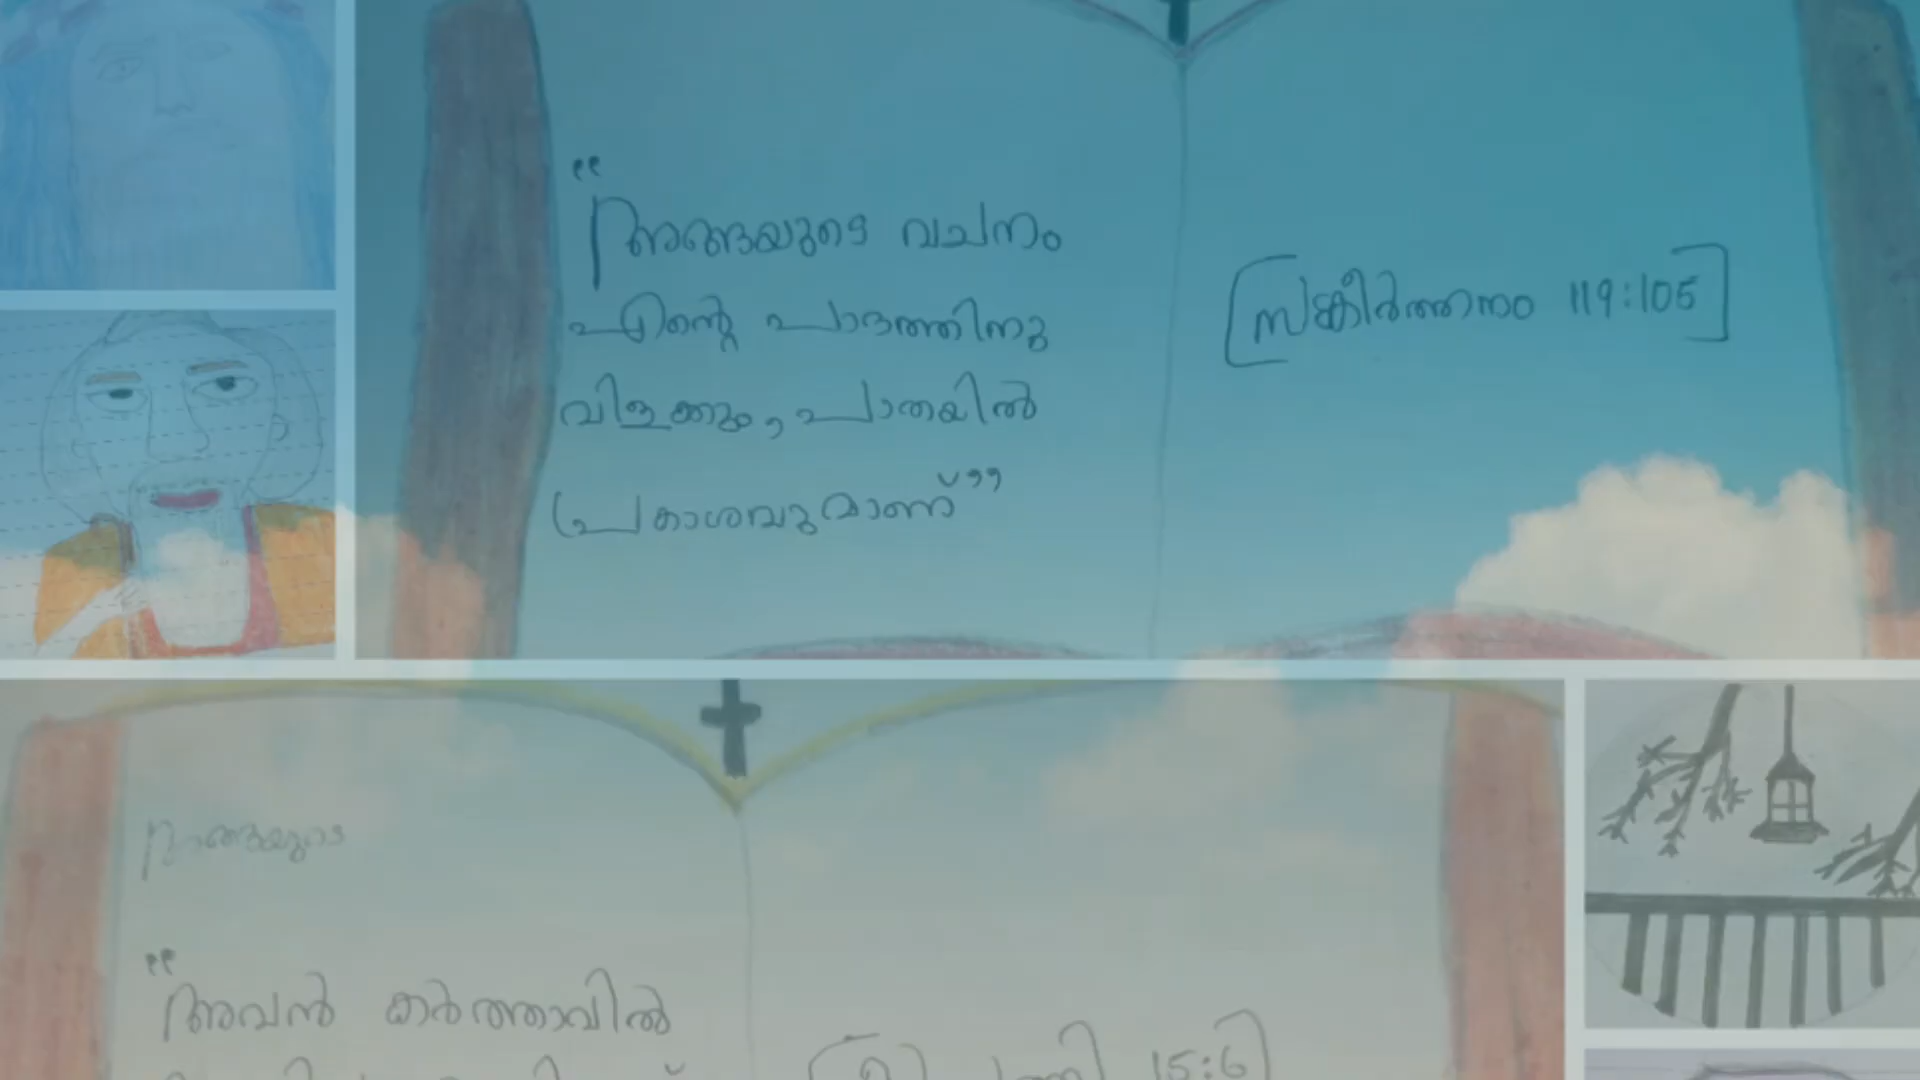 “അങ്ങയുടെ വചനം
എന്റെ പാദത്തിനു
വിളക്കും, പാതയിൽ
പ്രകാശവുമാണ്”
[സങ്കീർത്തനം 119:105]
അങ്ങയുടെ
“അവൻ കർത്താവിൽ
15:6]